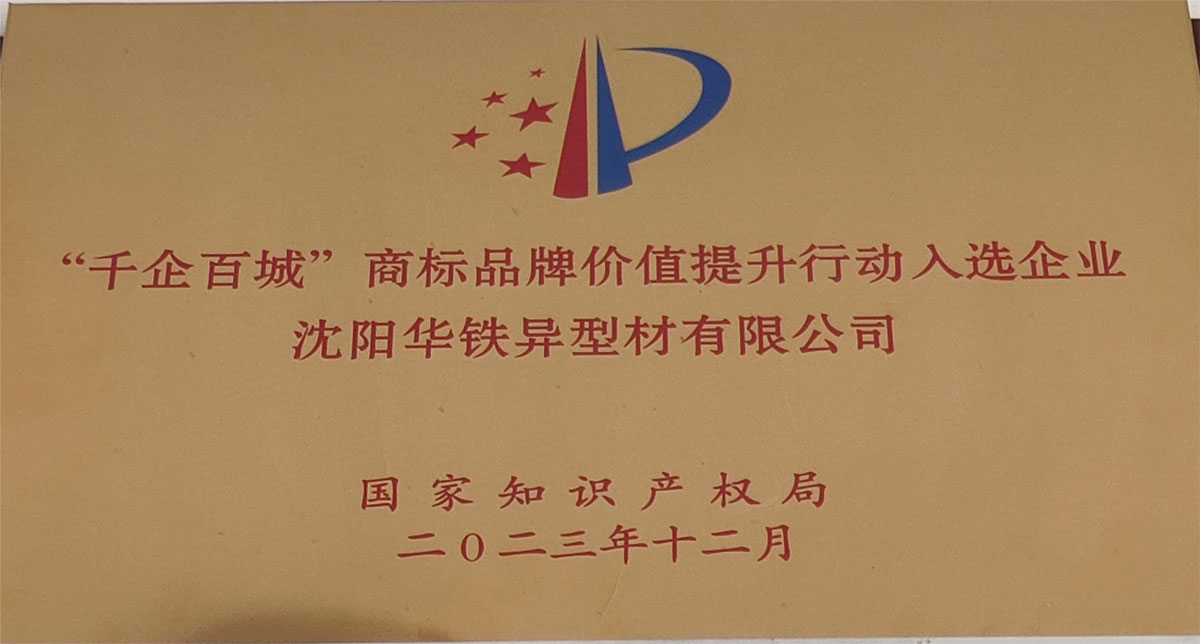 “千企百城”商标品牌价值提升行动入选企业
沈阳华铁异型材有限公司
国家知识产权局
二0二三年十二月